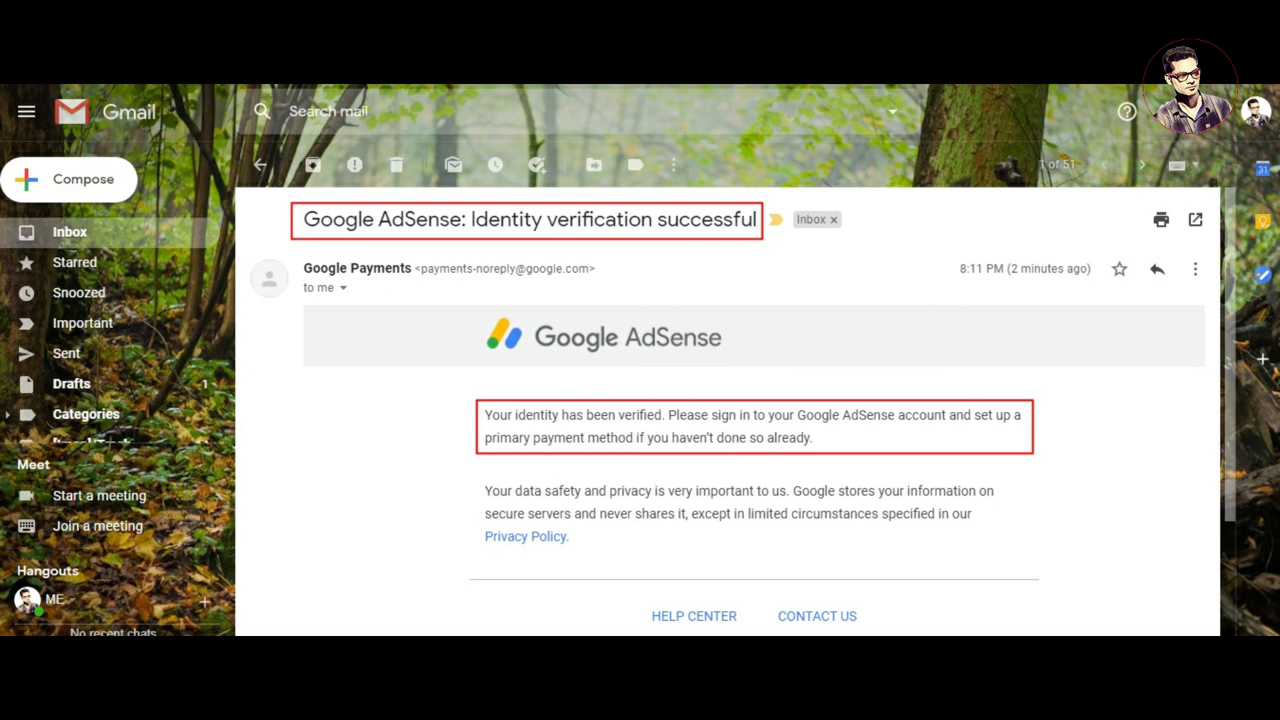 Gmail
Search mail
Compose
1 of 51
31
Google AdSense: Identity verification successful
Inbox ×
Inbox
Starred
Snoozed
Important
Sent
Drafts 1
Categories
Google Payments <payments-noreply@google.com>
8:11 PM (2 minutes ago)
to me
Google AdSense
Your identity has been verified. Please sign in to your Google AdSense account and set up a
primary payment method if you haven't done so already.
Your data safety and privacy is very important to us. Google stores your information on
secure servers and never shares it, except in limited circumstances specified in our
Privacy Policy.
HELP CENTER CONTACT US
Meet
Start a meeting
Join a meeting
Hangouts
ME
No recent chats